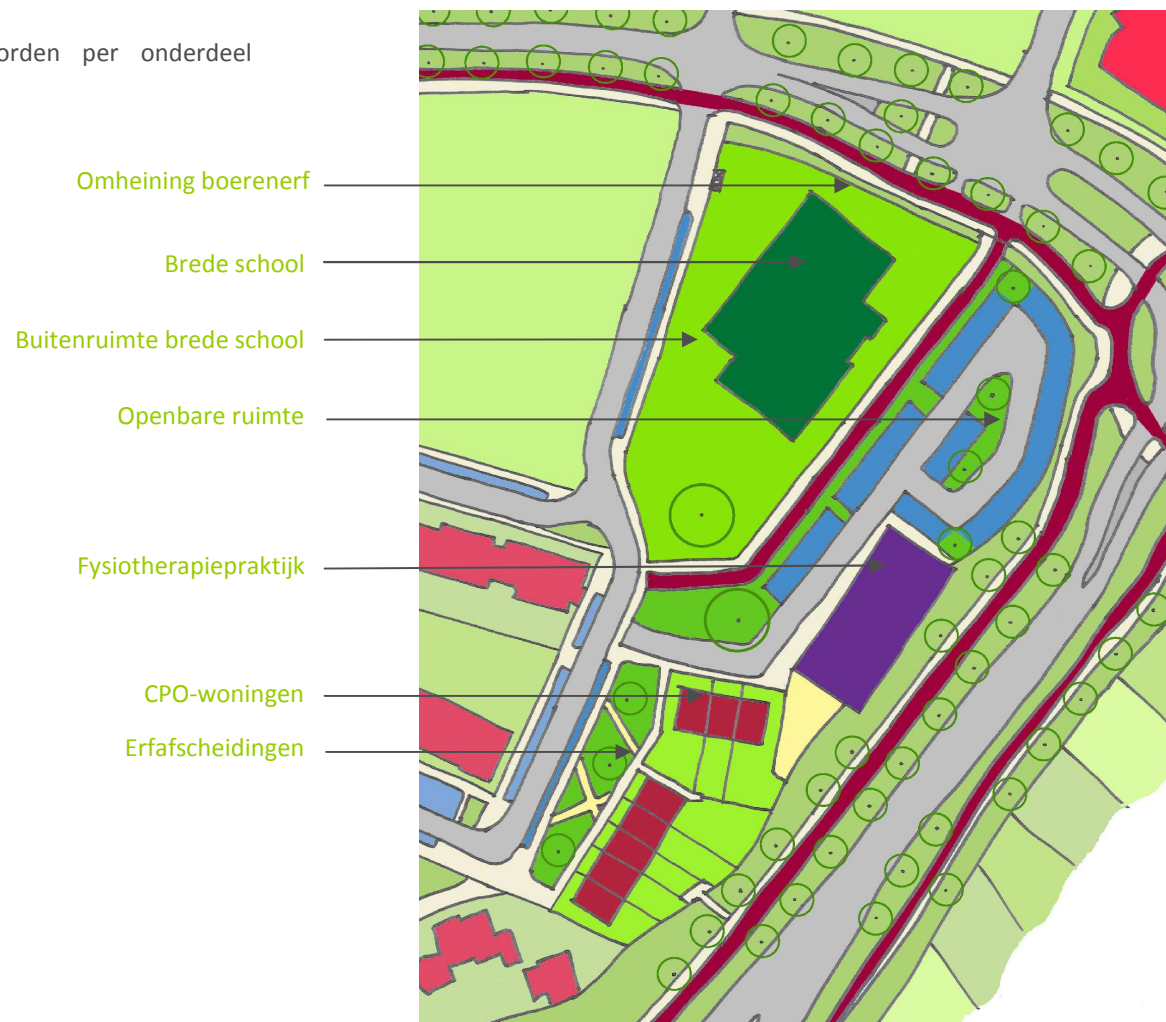 orden per onderdeel
Omheining boerenerf
Brede school
Buitenruimte brede school
Openbare ruimte
Fysiotherapiepraktijk
CPO-woningen
Erfafscheidingen